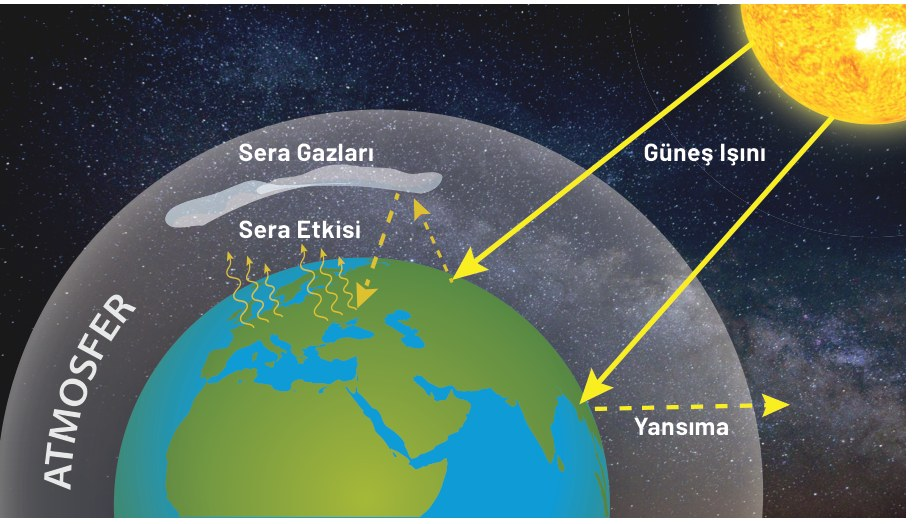 Sera Gazları
Güneş Işını
Sera Etkisi
ATMOSFER
Yansıma